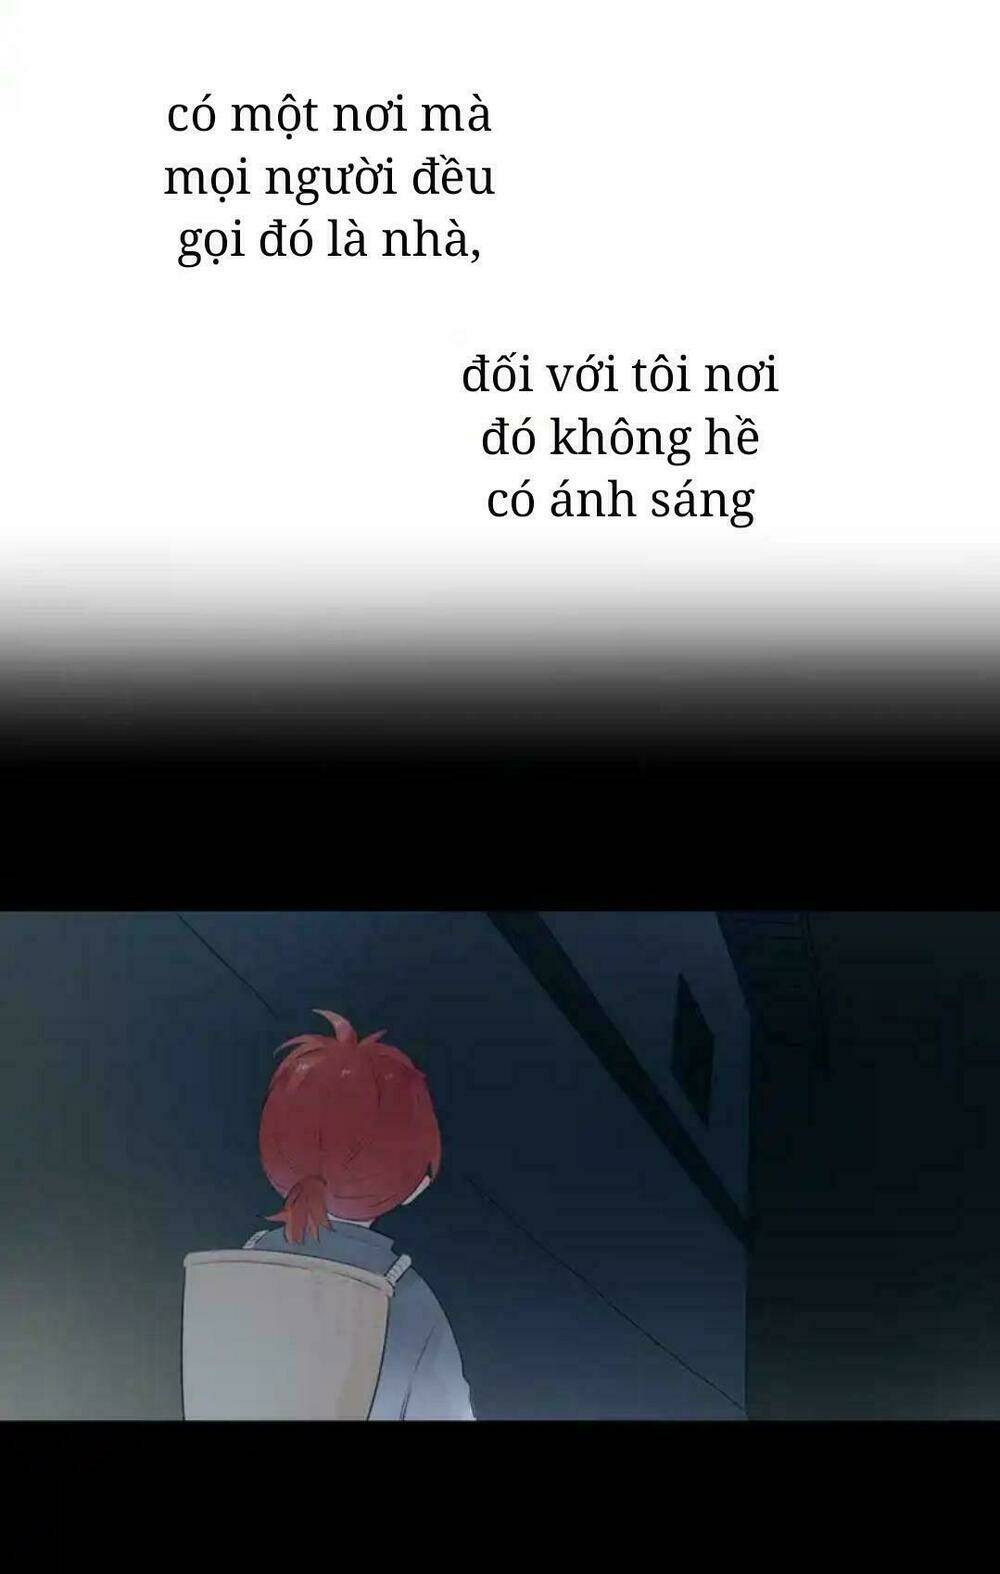 có một nơi mà
mọi người đều
gọi đó là nhà,
đối với tôi nơi
đó không hề
có ánh sáng